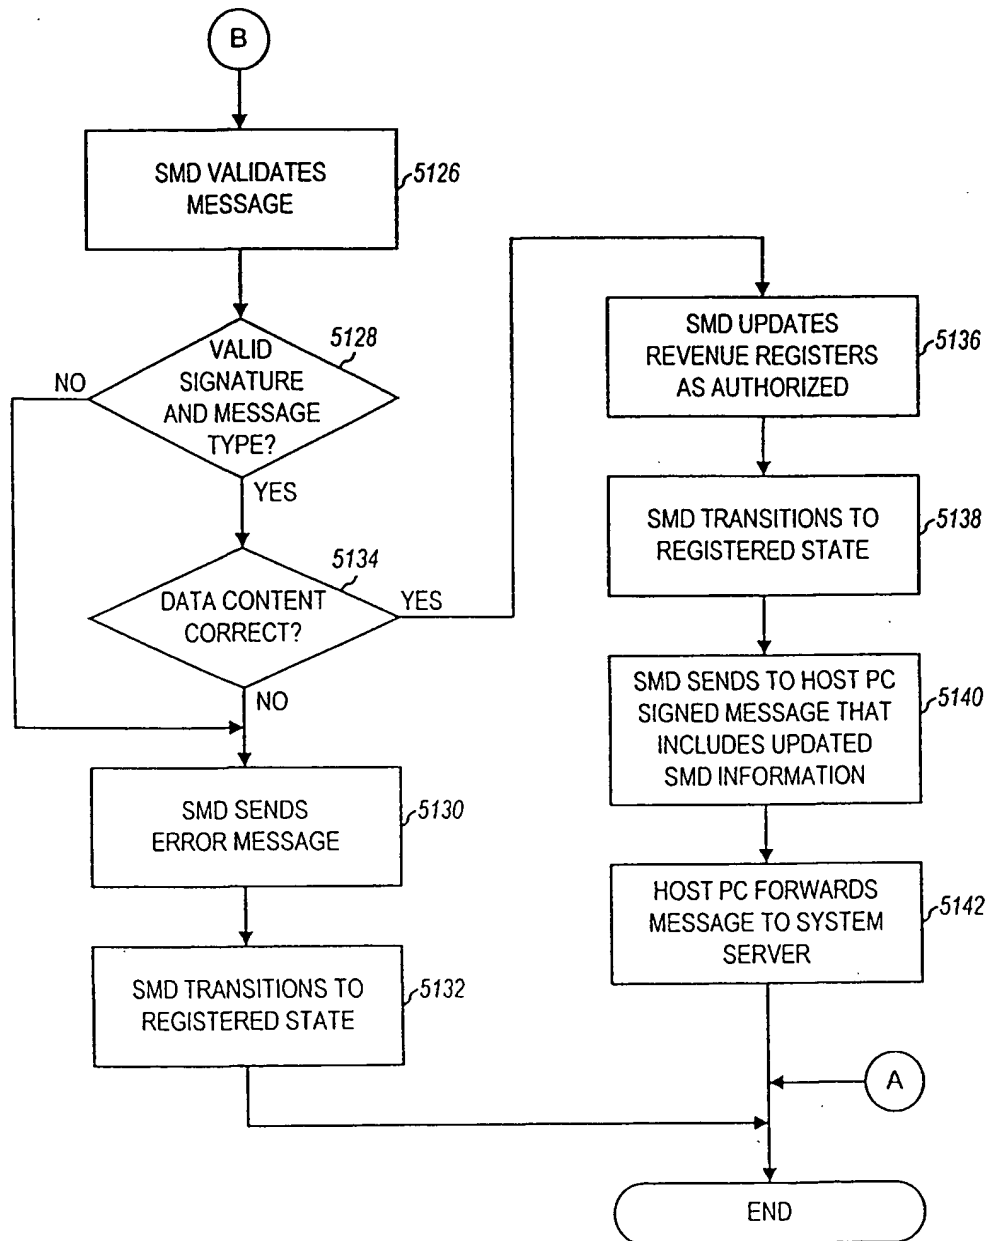 B
SMD VALIDATES
MESSAGE
5126
VALID
SIGNATURE
AND MESSAGE
TYPE?
5128
NO
YES
DATA CONTENT
CORRECT?
5134
YES
NO
SMD SENDS
ERROR MESSAGE
5130
SMD TRANSITIONS TO
REGISTERED STATE
5132
SMD UPDATES
REVENUE REGISTERS
AS AUTHORIZED
5136
SMD TRANSITIONS TO
REGISTERED STATE
5138
SMD SENDS TO HOST PC
SIGNED MESSAGE THAT
INCLUDES UPDATED
SMD INFORMATION
5140
HOST PC FORWARDS
MESSAGE TO SYSTEM
SERVER
5142
A
END